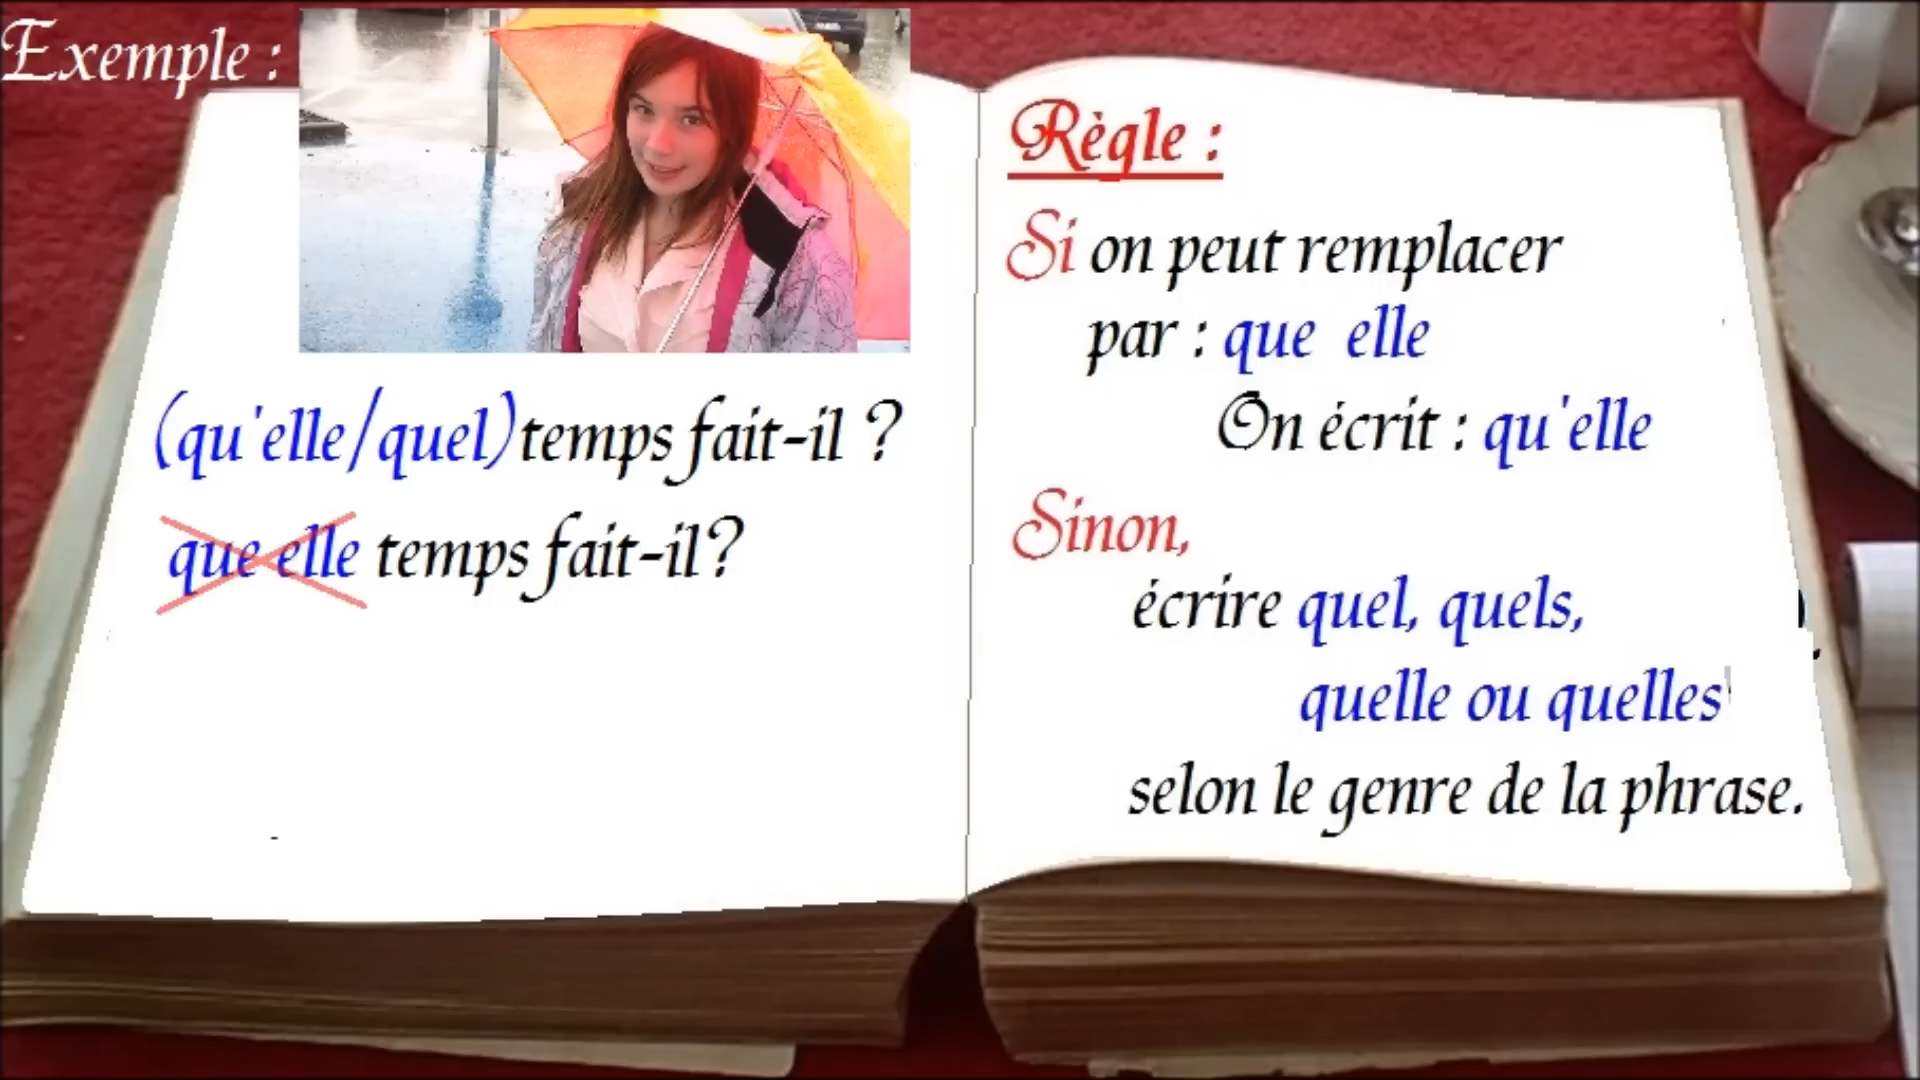 Exemple :
(qu'elle/quel) temps fait-il ?
que elle temps fait-il?
Règle :
Si on peut remplacer
par : que elle
On écrit : qu'elle
Sinon,
écrire quel, quels,
quelle ou quelles
selon le genre de la phrase.